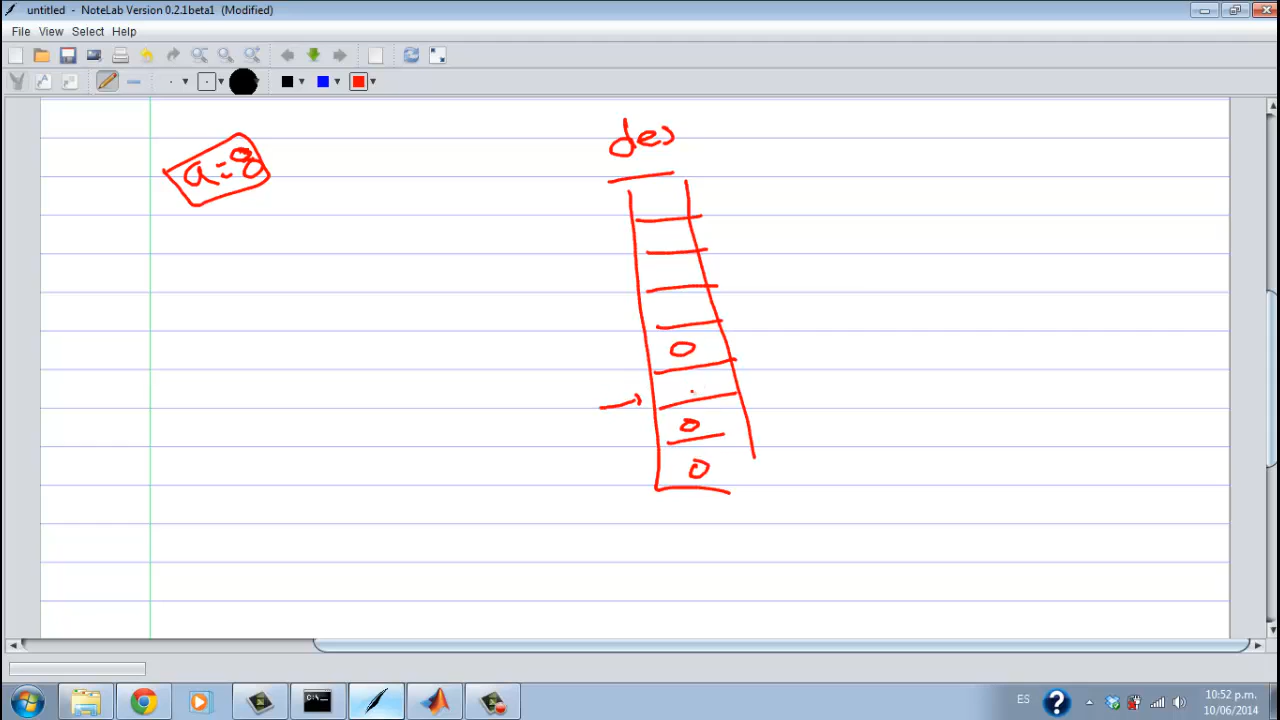 untitled - NoteLab Version 0.2.1beta1 (Modified)
File View Select Help
des
a=8
0
0
0
ES
10:52 p.m.
10/06/2014